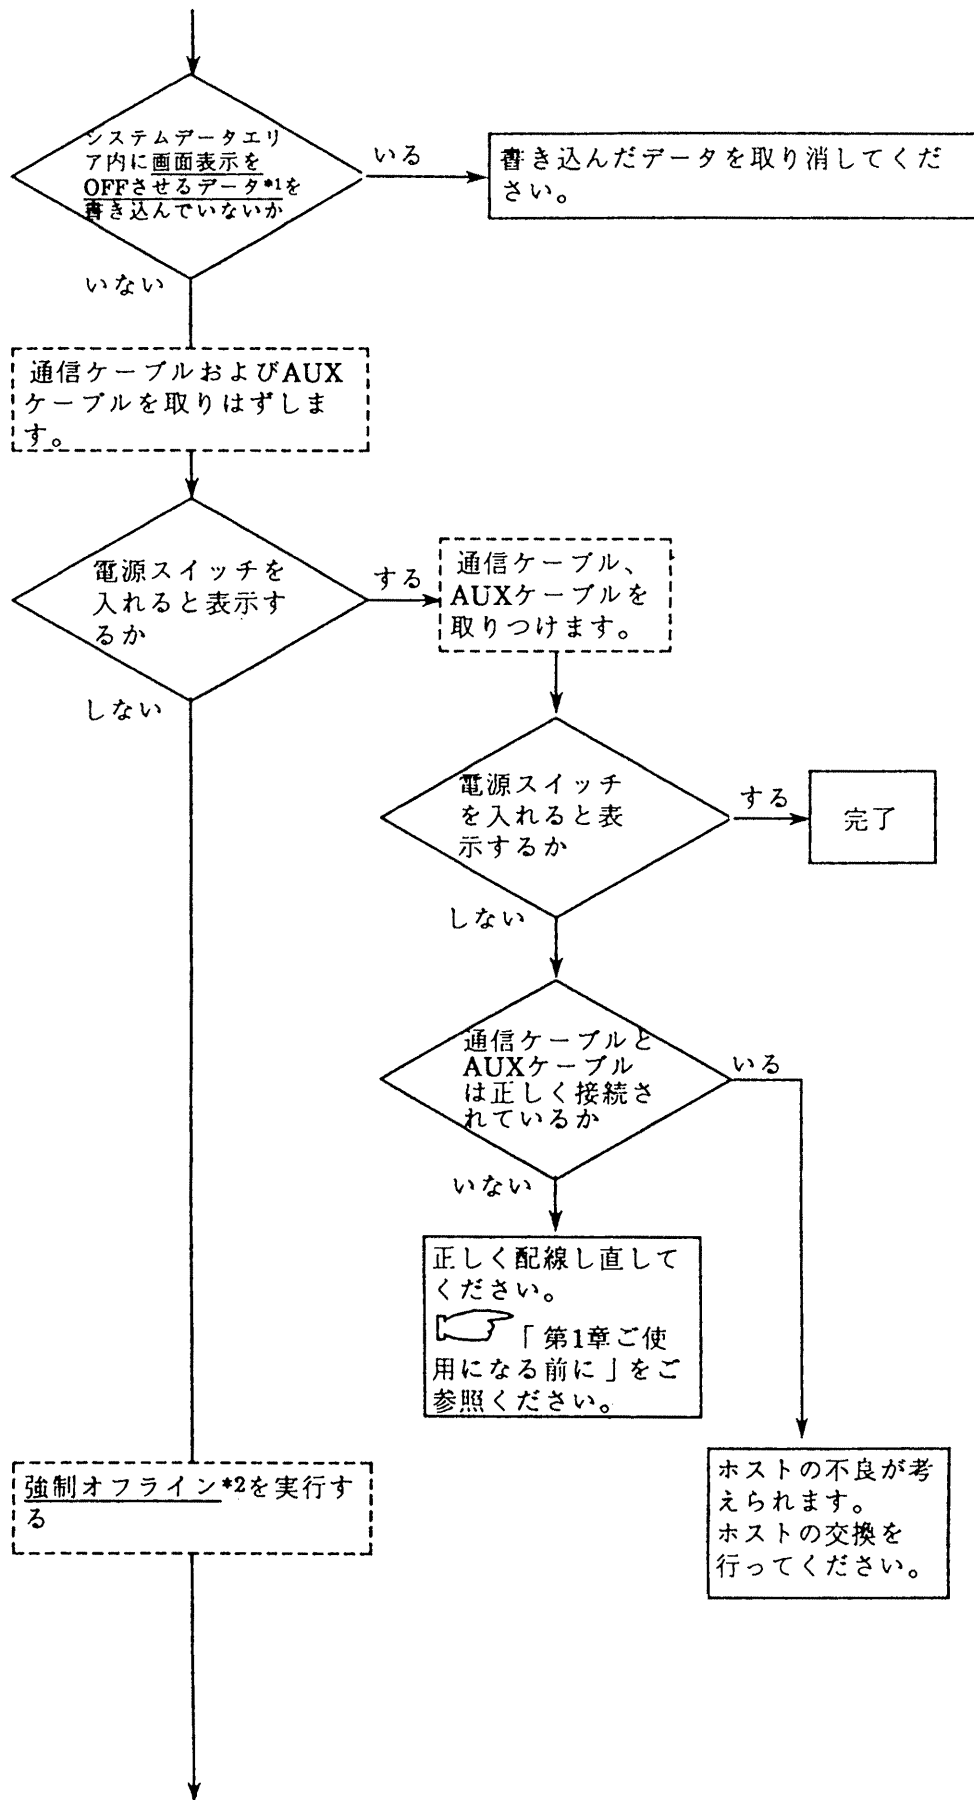 システムデータエリ
ア内に画面表示を
OFFさせるデータ*1を
書き込んでいないか
いる
書き込んだデータを取り消してくだ
さい。
いない
通信ケーブルおよびAUX
ケーブルを取りはずしま
す。
電源スイッチを
入れると表示す
るか
する
通信ケーブル、
AUXケーブルを
取りつけます。
しない
電源スイッチ
を入れると表
示するか
する
完了
しない
通信ケーブルと
AUXケーブル
は正しく接続さ
れているか
いる
いない
正しく配線し直して
ください。
「第1章ご使
用になる前に」をご
参照ください。
強制オフライン*2を実行す
る
ホストの不良が考
えられます。
ホストの交換を
行ってください。